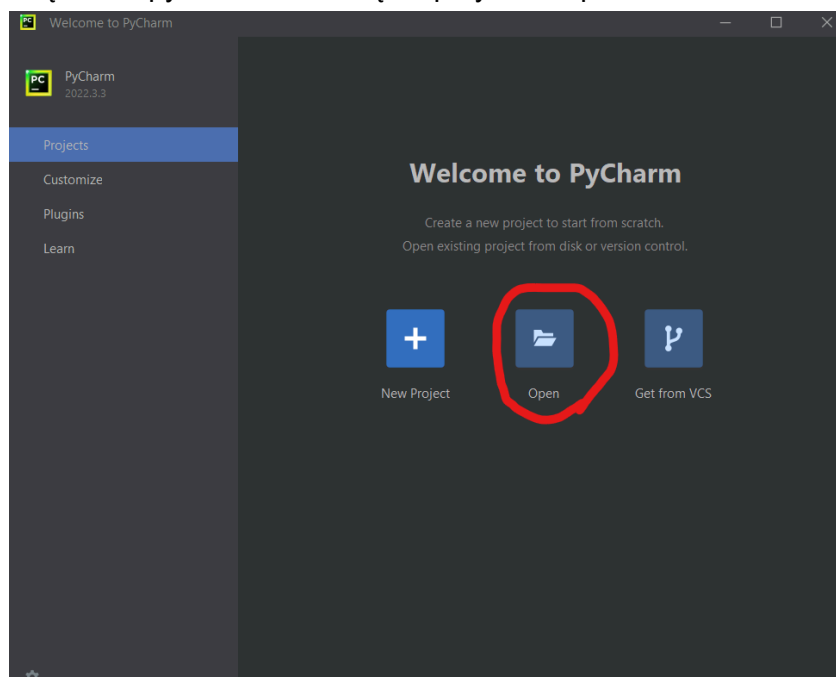 Welcome to PyCharm
PC
PyCharm
2022.3.3
Projects
Customize
Plugins
Learn
Welcome to PyCharm
Create a new project to start from scratch.
Open existing project from disk or version control.
New Project
Open
Get from VCS